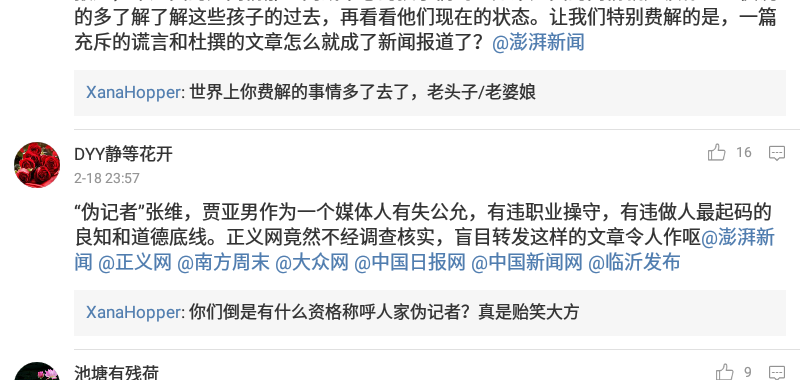 的多了解了解这些孩子的过去，再看看他们现在的状态。让我们特别费解的是，一篇
充斥的谎言和杜撰的文章怎么就成了新闻报道了？@澎湃新闻
XanaHopper: 世界上你费解的事情多了去了，老头子/老婆娘
DYY静等花开
16
2-18 23:57
“伪记者”张维，贾亚男作为一个媒体人有失公允，有违职业操守，有违做人最起码的
良知和道德底线。正义网竟然不经调查核实，盲目转发这样的文章令人作呕@澎湃新
闻 @正义网 @南方周末 @大众网 @中国日报网 @中国新闻网 @临沂发布
XanaHopper: 你们倒是有什么资格称呼人家伪记者？真是贻笑大方
池塘有残荷
9